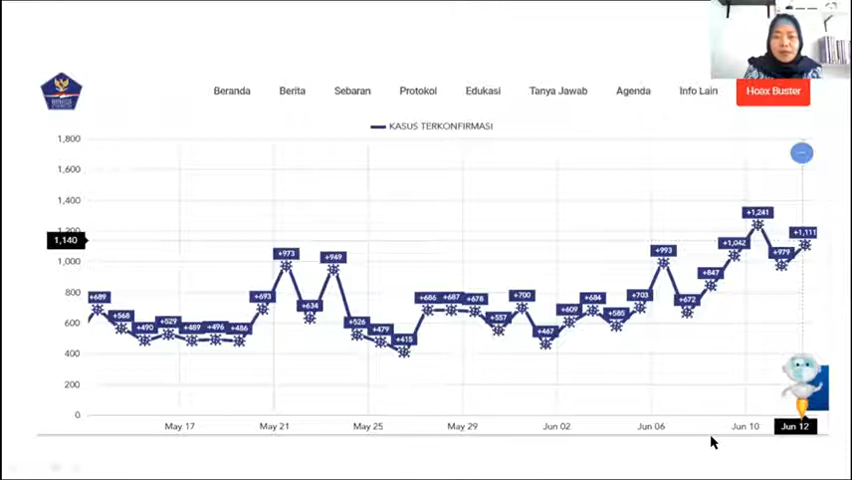 Beranda Berita Sebaran Protokol Edukasi Tanya Jawab Agenda Info Lain Hoax Buster
KASUS TERKONFIRMASI
1,800
1,600
1,400
1,200
1,140
1,000
800
600
400
200
0
+689 +568 +490 +529 +489 +496 +486 +693 +973 +634 +949 +526 +479 +415 +686 +687 +678 +557 +700 +467 +609 +684 +585 +703 +993 +672 +847 +1,042 +1,241 +979 +1,111
May 17 May 21 May 25 May 29 Jun 02 Jun 06 Jun 10 Jun 12